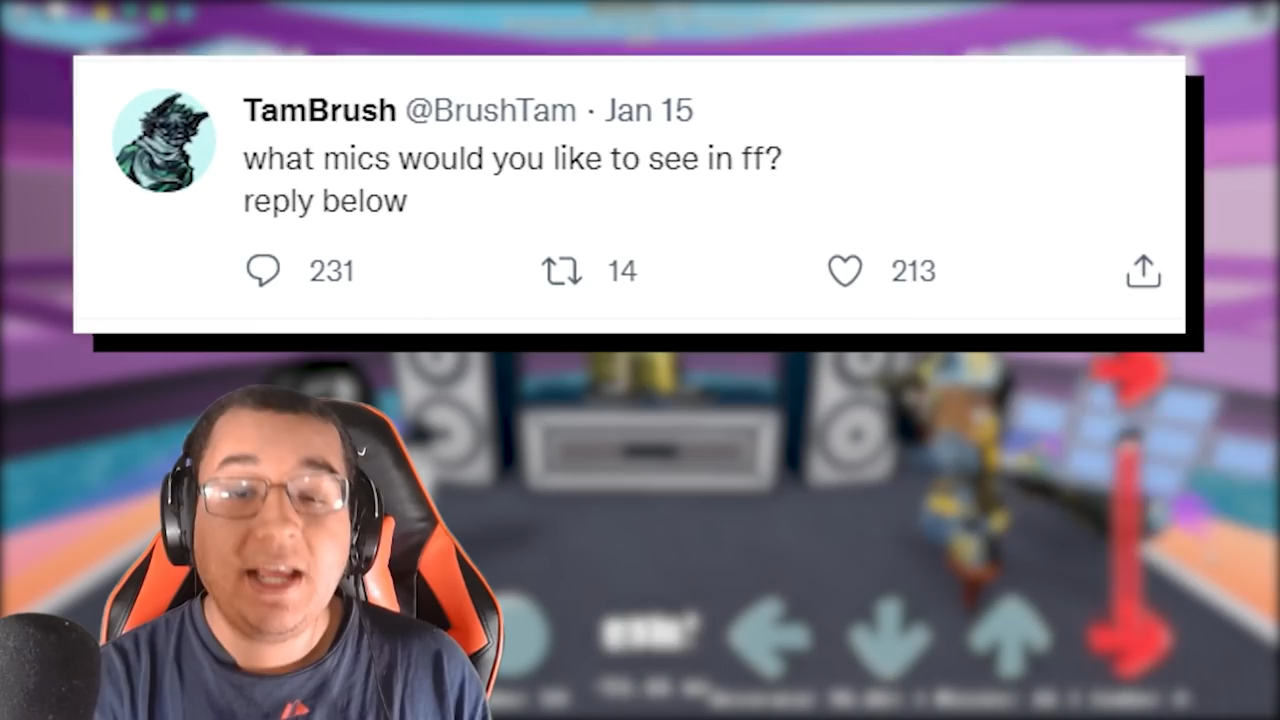 TamBrush @BrushTam · Jan 15
what mics would you like to see in ff?
reply below
231 14 213